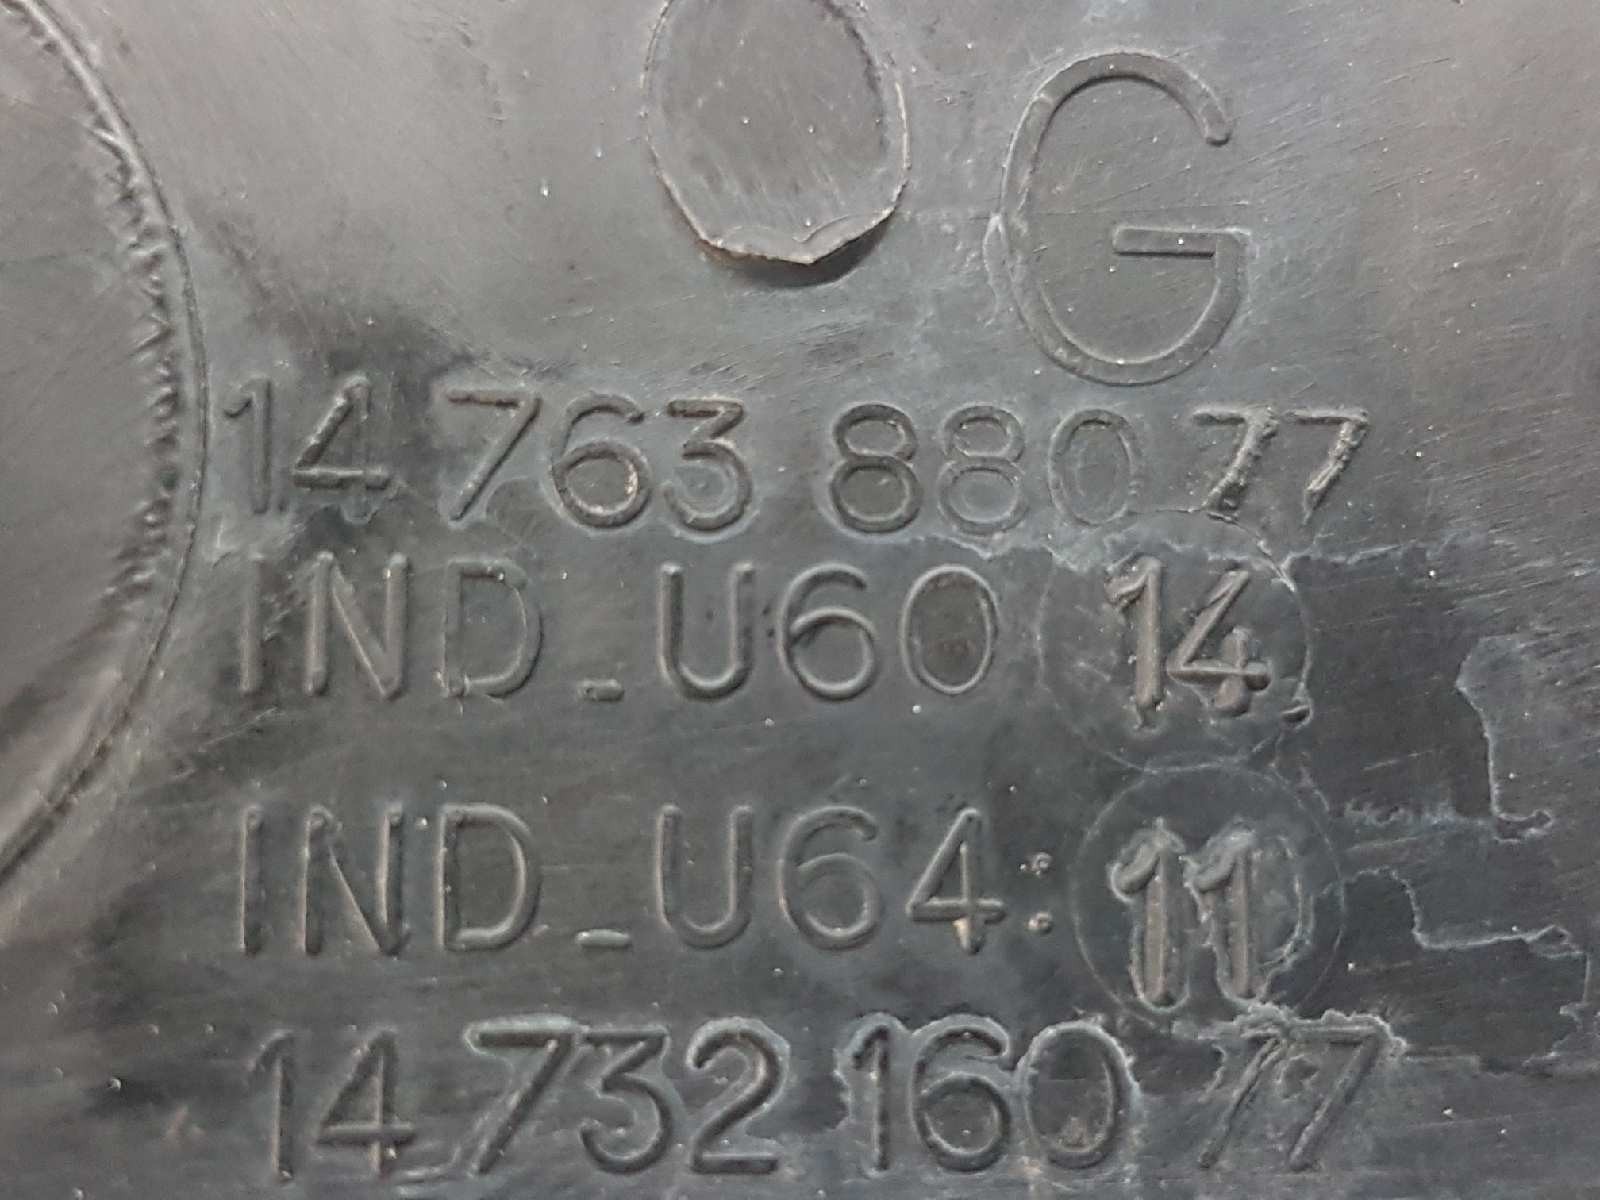 G
14 763 880 77
IND_U60 14
IND_U64: 11
14 732 160 77